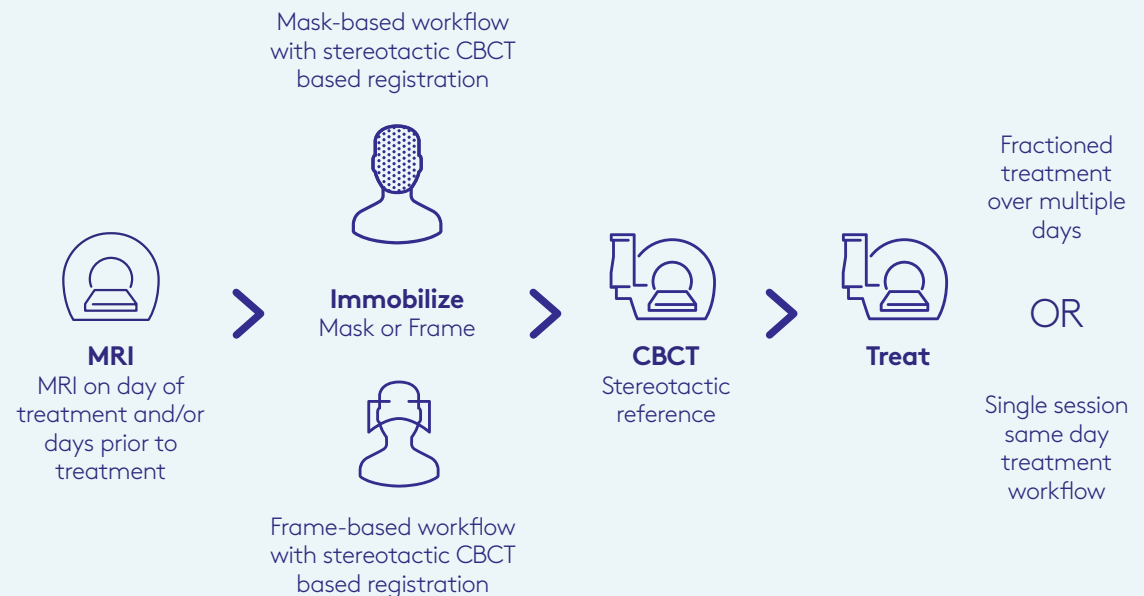 Mask-based workflow
with stereotactic CBCT
based registration
MRI
MRI on day of
treatment and/or
days prior to
treatment
Immobilize
Mask or Frame
Frame-based workflow
with stereotactic CBCT
based registration
CBCT
Stereotactic
reference
Treat
Fractioned
treatment
over multiple
days
OR
Single session
same day
treatment
workflow